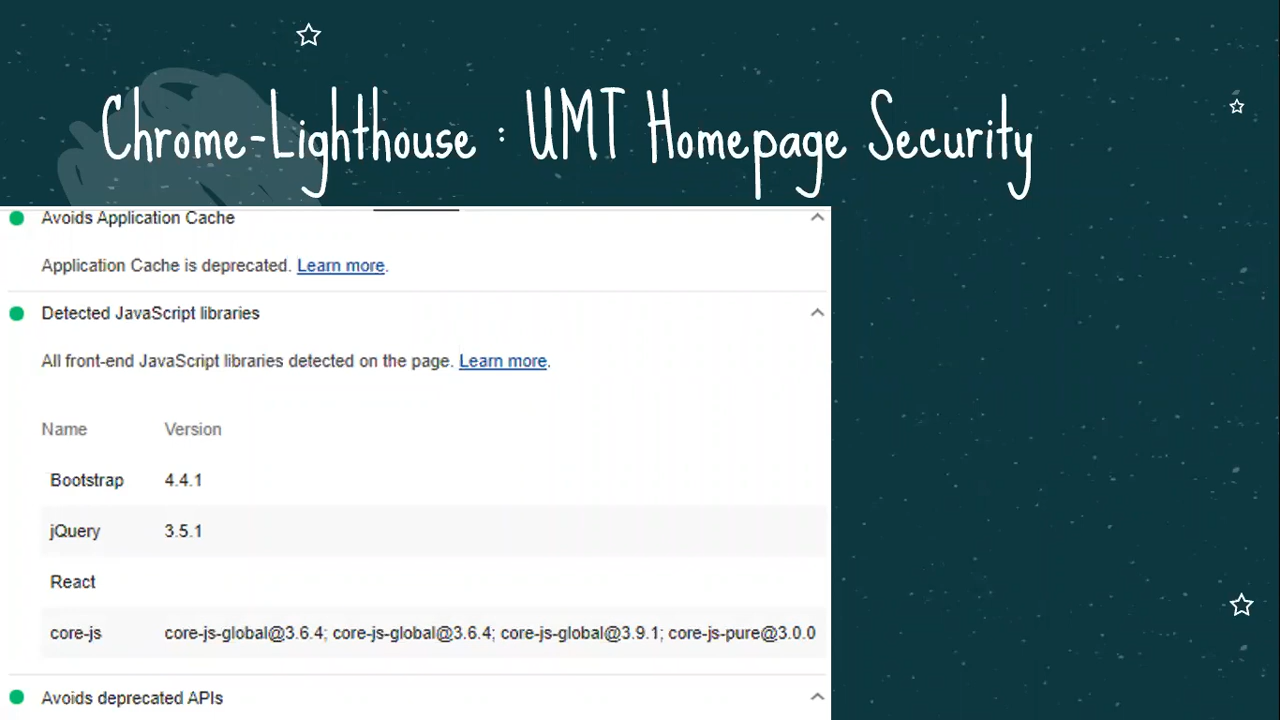 Chrome-Lighthouse : UMT Homepage Security
Avoids Application Cache
Application Cache is deprecated. Learn more.
Detected JavaScript libraries
All front-end JavaScript libraries detected on the page. Learn more.
Name Version
Bootstrap 4.4.1
jQuery 3.5.1
React
core-js core-js-global@3.6.4; core-js-global@3.6.4; core-js-global@3.9.1; core-js-pure@3.0.0
Avoids deprecated APIs